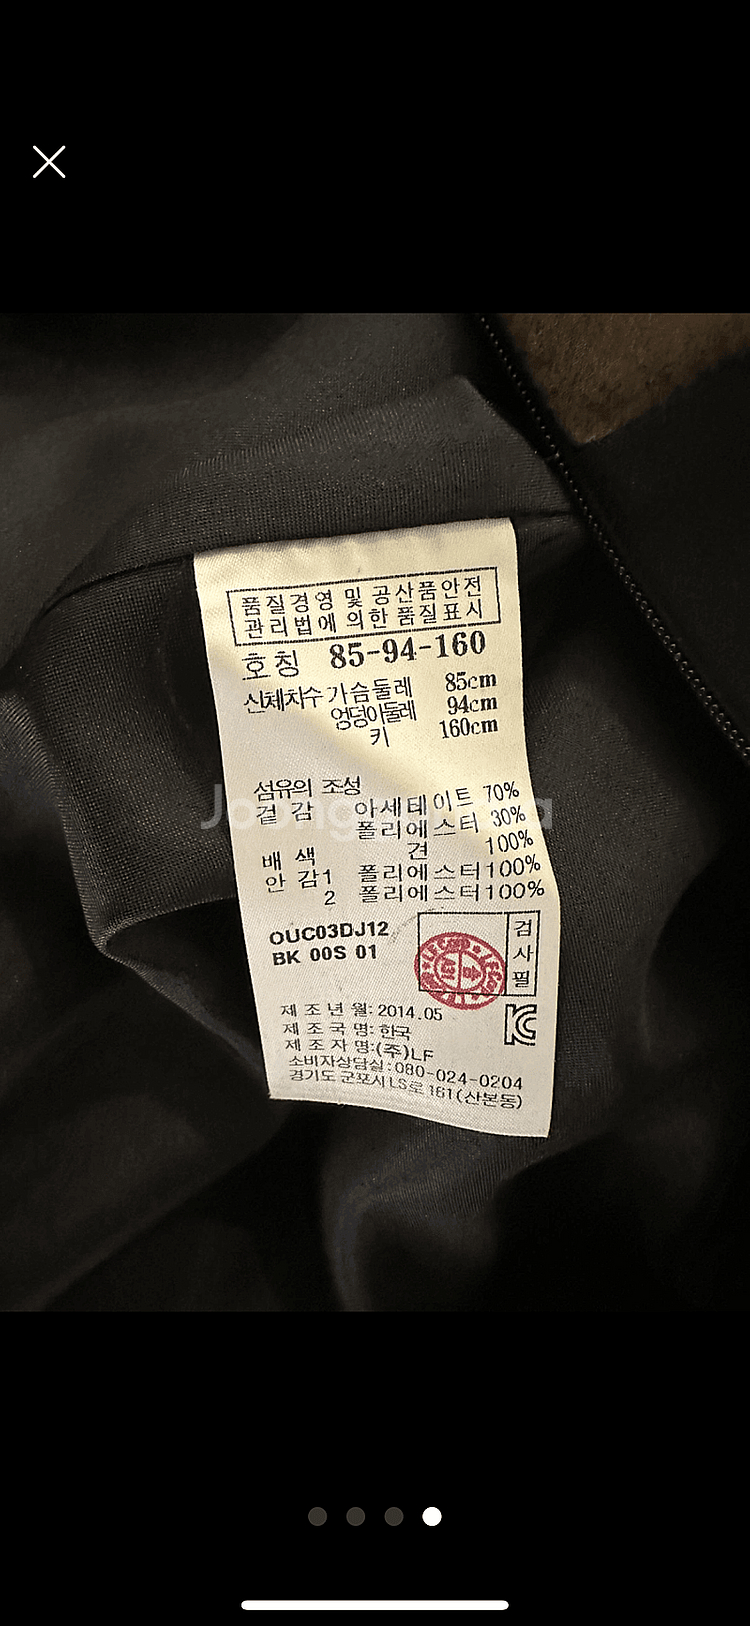 품질경영 및 공산품안전
관리법에 의한 품질표시
호칭 85-94-160
신체치수 가슴둘레 85cm
엉덩이둘레 94cm
키 160cm
섬유의 조성
겉감 아세테이트 70%
폴리에스터 30%
배색 견 100%
안감1 폴리에스터100%
2 폴리에스터100%
OUC03DJ12
BK 00S 01
검사필
제조년월: 2014.05
제조국명: 한국
제조자명:(주)LF
소비자상담실:080-024-0204
경기도 군포시 LS로 161(산본동)